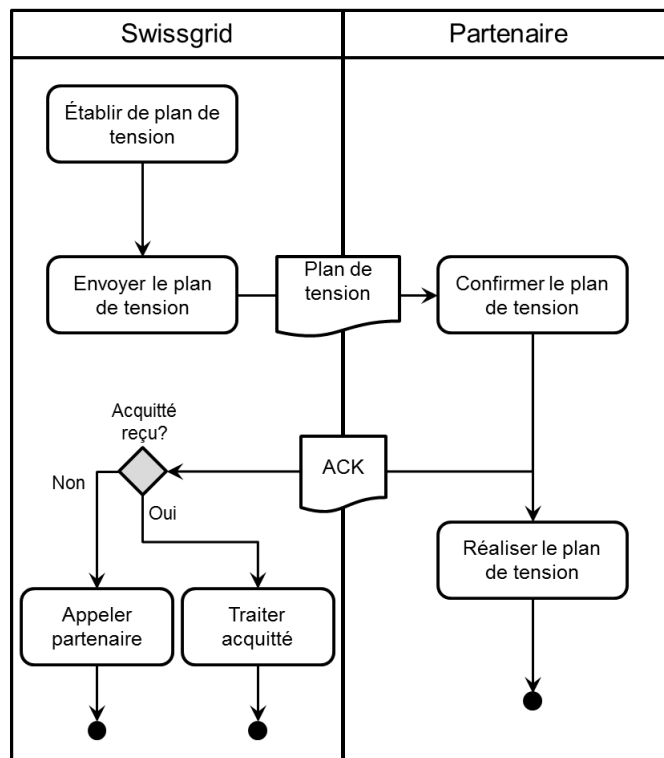 Swissgrid
Partenaire
Établir de plan de
tension
Envoyer le plan
de tension
Plan de
tension
Confirmer le plan
de tension
Acquitté
reçu?
Non
Oui
ACK
Réaliser le plan
de tension
Appeler
partenaire
Traiter
acquitté